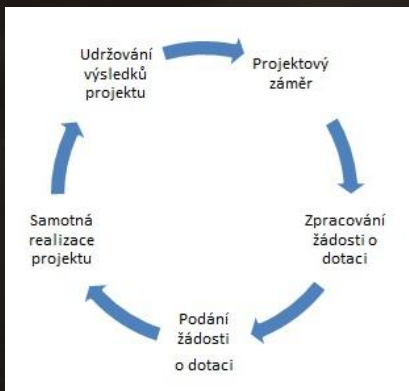 Udržování
výsledků
projektu
Projektový
záměr
Zpracování
žádosti o
dotaci
Podání
žádosti
o dotaci
Samotná
realizace
projektu